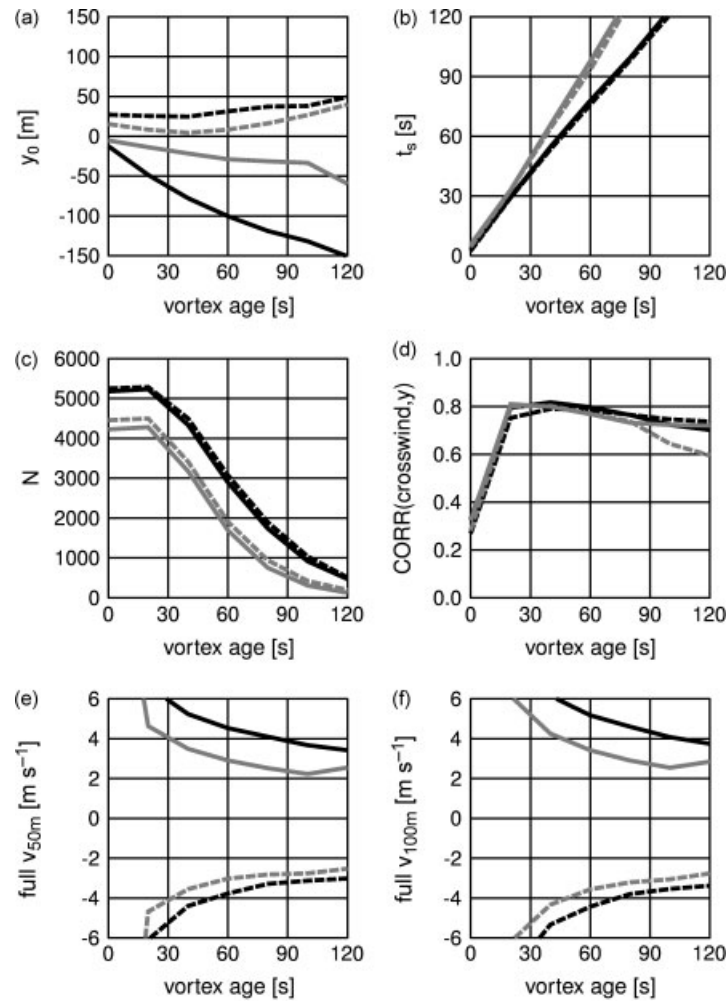 (a)
150
100
50
0
-50
-100
-150
y₀ [m]
0 30 60 90 120
vortex age [s]
(b)
120
90
60
30
0
tₛ [s]
0 30 60 90 120
vortex age [s]
(c)
6000
5000
4000
3000
2000
1000
0
N
0 30 60 90 120
vortex age [s]
(d)
1.0
0.8
0.6
0.4
0.2
0.0
CORR(crosswind,y)
0 30 60 90 120
vortex age [s]
(e)
6
4
2
0
-2
-4
-6
full v₅₀ₘ [m s⁻¹]
0 30 60 90 120
vortex age [s]
(f)
6
4
2
0
-2
-4
-6
full v₁₀₀ₘ [m s⁻¹]
0 30 60 90 120
vortex age [s]